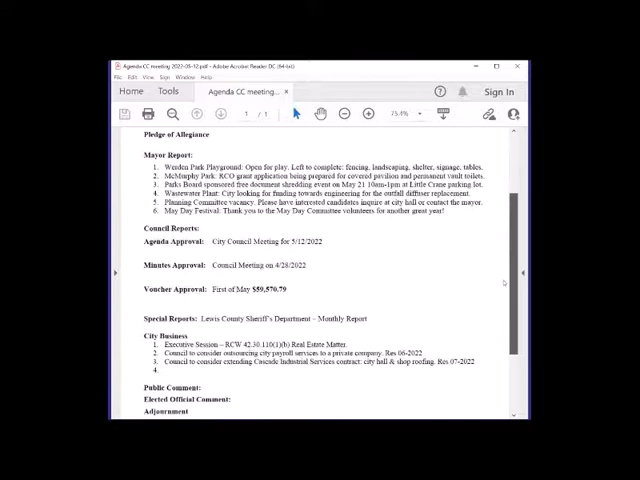 Agenda CC meeting 2022-05-12.pdf - Adobe Acrobat Reader DC (64-bit)
File Edit View Sign Window Help
Home Tools Agenda CC meeting... × Sign In
1 / 1 75.4%
Pledge of Allegiance
Mayor Report:
1. Werden Park Playground: Open for play. Left to complete: fencing, landscaping, shelter, signage, tables.
2. McMurphy Park: RCO grant application being prepared for covered pavilion and permanent vault toilets.
3. Parks Board sponsored free document shredding event on May 21 10am-1pm at Little Crane parking lot.
4. Wastewater Plant: City looking for funding towards engineering for the outfall diffuser replacement.
5. Planning Committee vacancy. Please have interested candidates inquire at city hall or contact the mayor.
6. May Day Festival: Thank you to the May Day Committee volunteers for another great year!
Council Reports:
Agenda Approval: City Council Meeting for 5/12/2022
Minutes Approval: Council Meeting on 4/28/2022
Voucher Approval: First of May $59,570.79
Special Reports: Lewis County Sheriff's Department – Monthly Report
City Business
1. Executive Session – RCW 42.30.110(1)(b) Real Estate Matter.
2. Council to consider outsourcing city payroll services to a private company. Res 06-2022
3. Council to consider extending Cascade Industrial Services contract: city hall & shop roofing. Res 07-2022
4.
Public Comment:
Elected Official Comment:
Adjournment